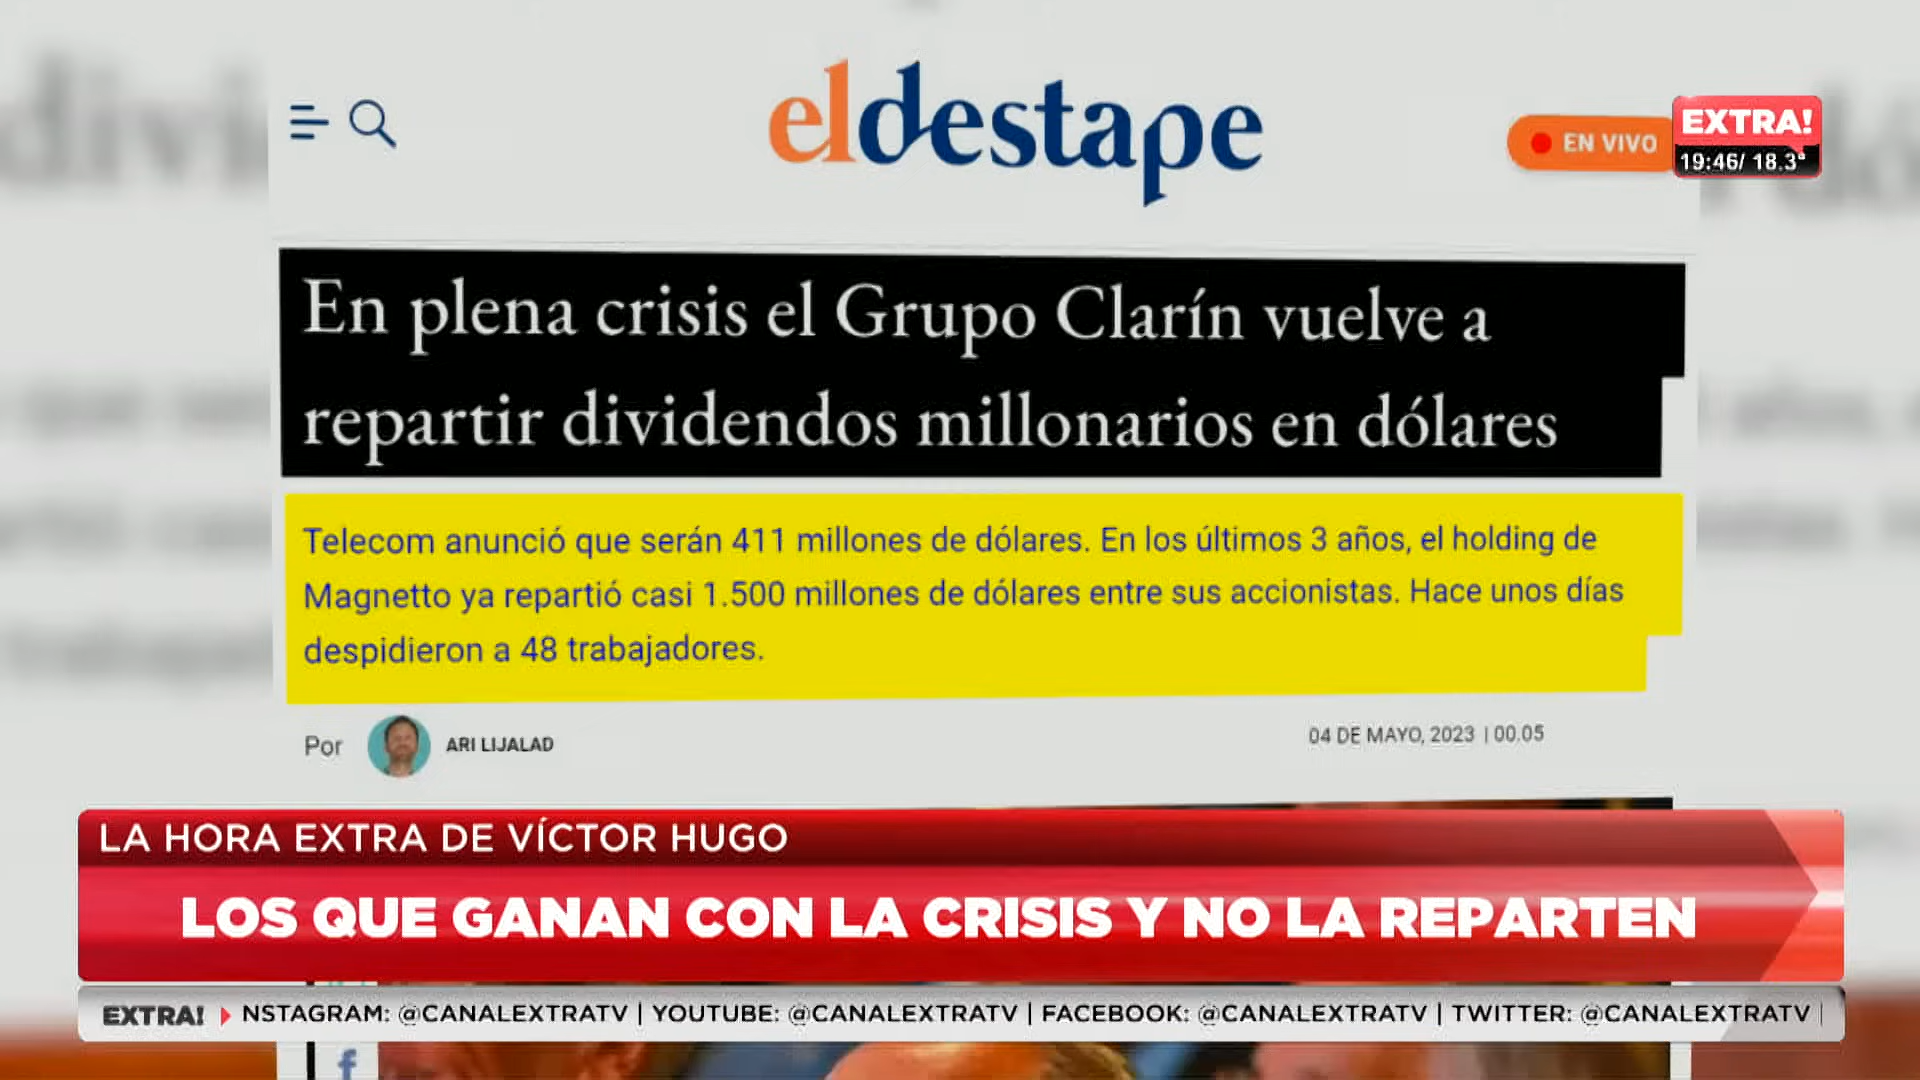 eldestape
EN VIVO
EXTRA!
19:46/ 18.3°
En plena crisis el Grupo Clarín vuelve a
repartir dividendos millonarios en dólares
Telecom anunció que serán 411 millones de dólares. En los últimos 3 años, el holding de
Magnetto ya repartió casi 1.500 millones de dólares entre sus accionistas. Hace unos días
despidieron a 48 trabajadores.
Por ARI LIJALAD
04 DE MAYO, 2023 | 00.05
LA HORA EXTRA DE VÍCTOR HUGO
LOS QUE GANAN CON LA CRISIS Y NO LA REPARTEN
EXTRA! NSTAGRAM: @CANALEXTRATV | YOUTUBE: @CANALEXTRATV | FACEBOOK: @CANALEXTRATV | TWITTER: @CANALEXTRATV |